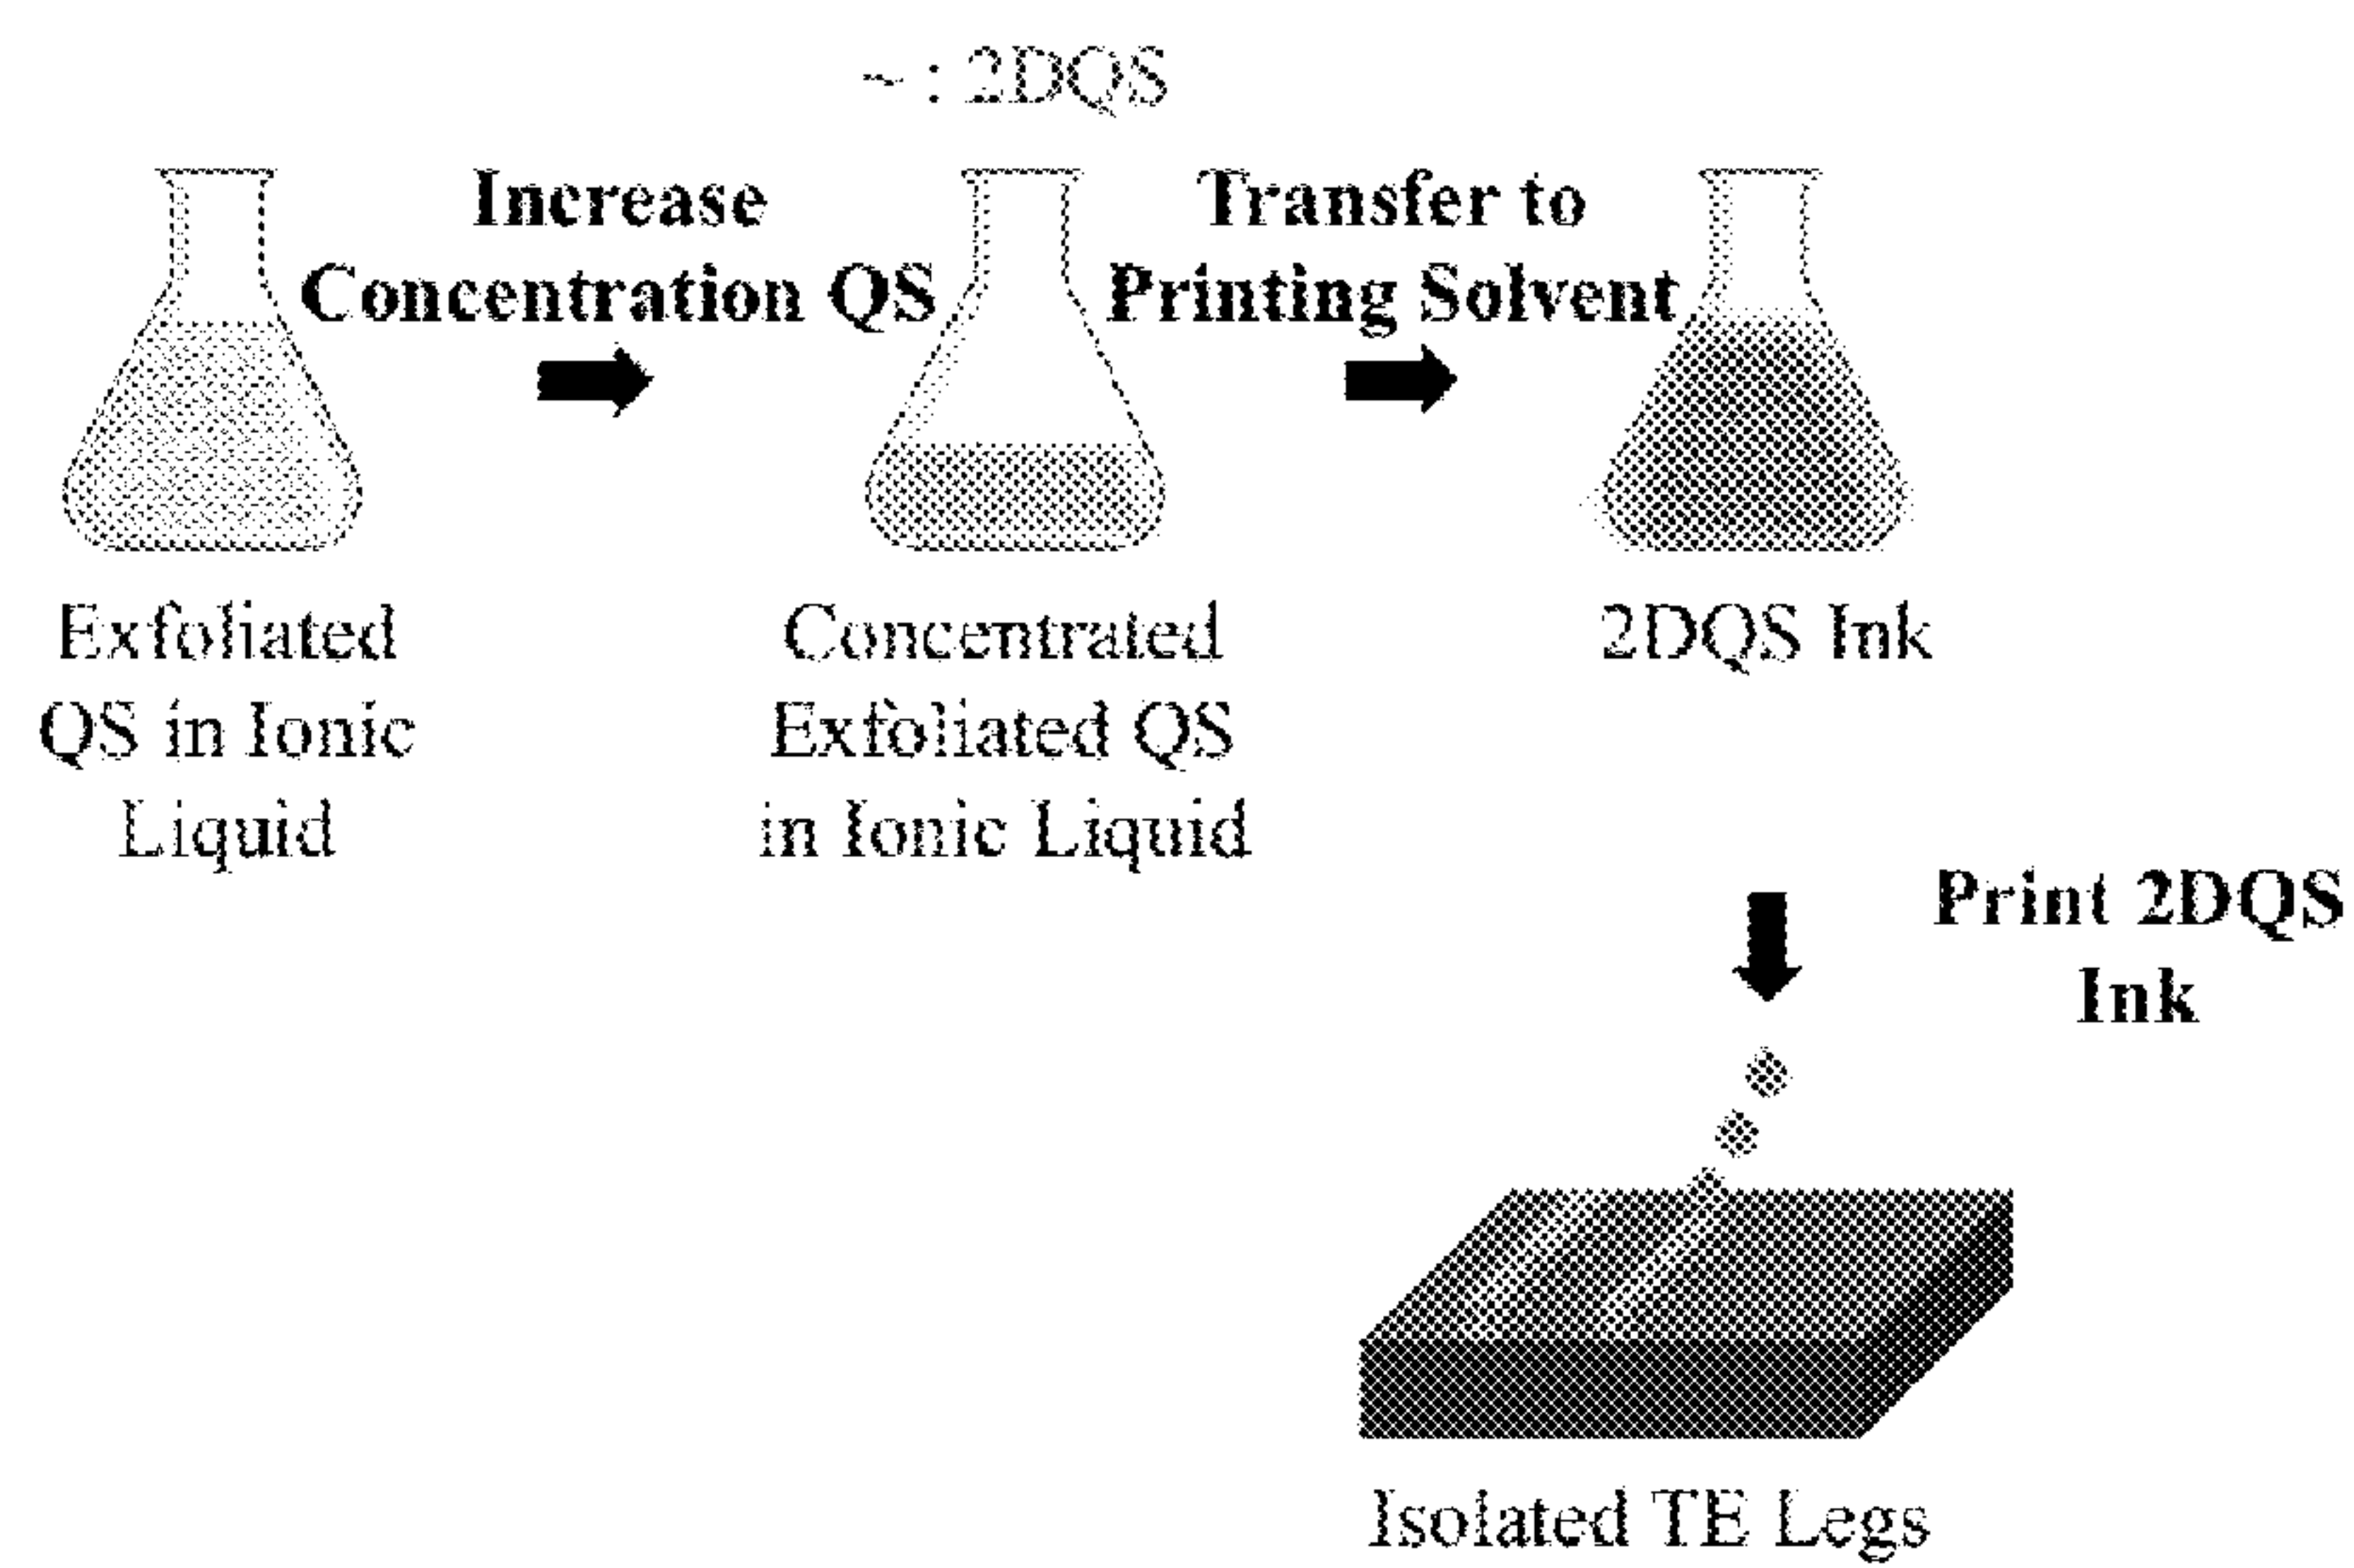 ~ : 2DQS
Increase
Concentration QS
Transfer to
Printing Solvent
Exfoliated
QS in Ionic
Liquid
Concentrated
Exfoliated QS
in Ionic Liquid
2DQS Ink
Print 2DQS
Ink
Isolated TE Legs